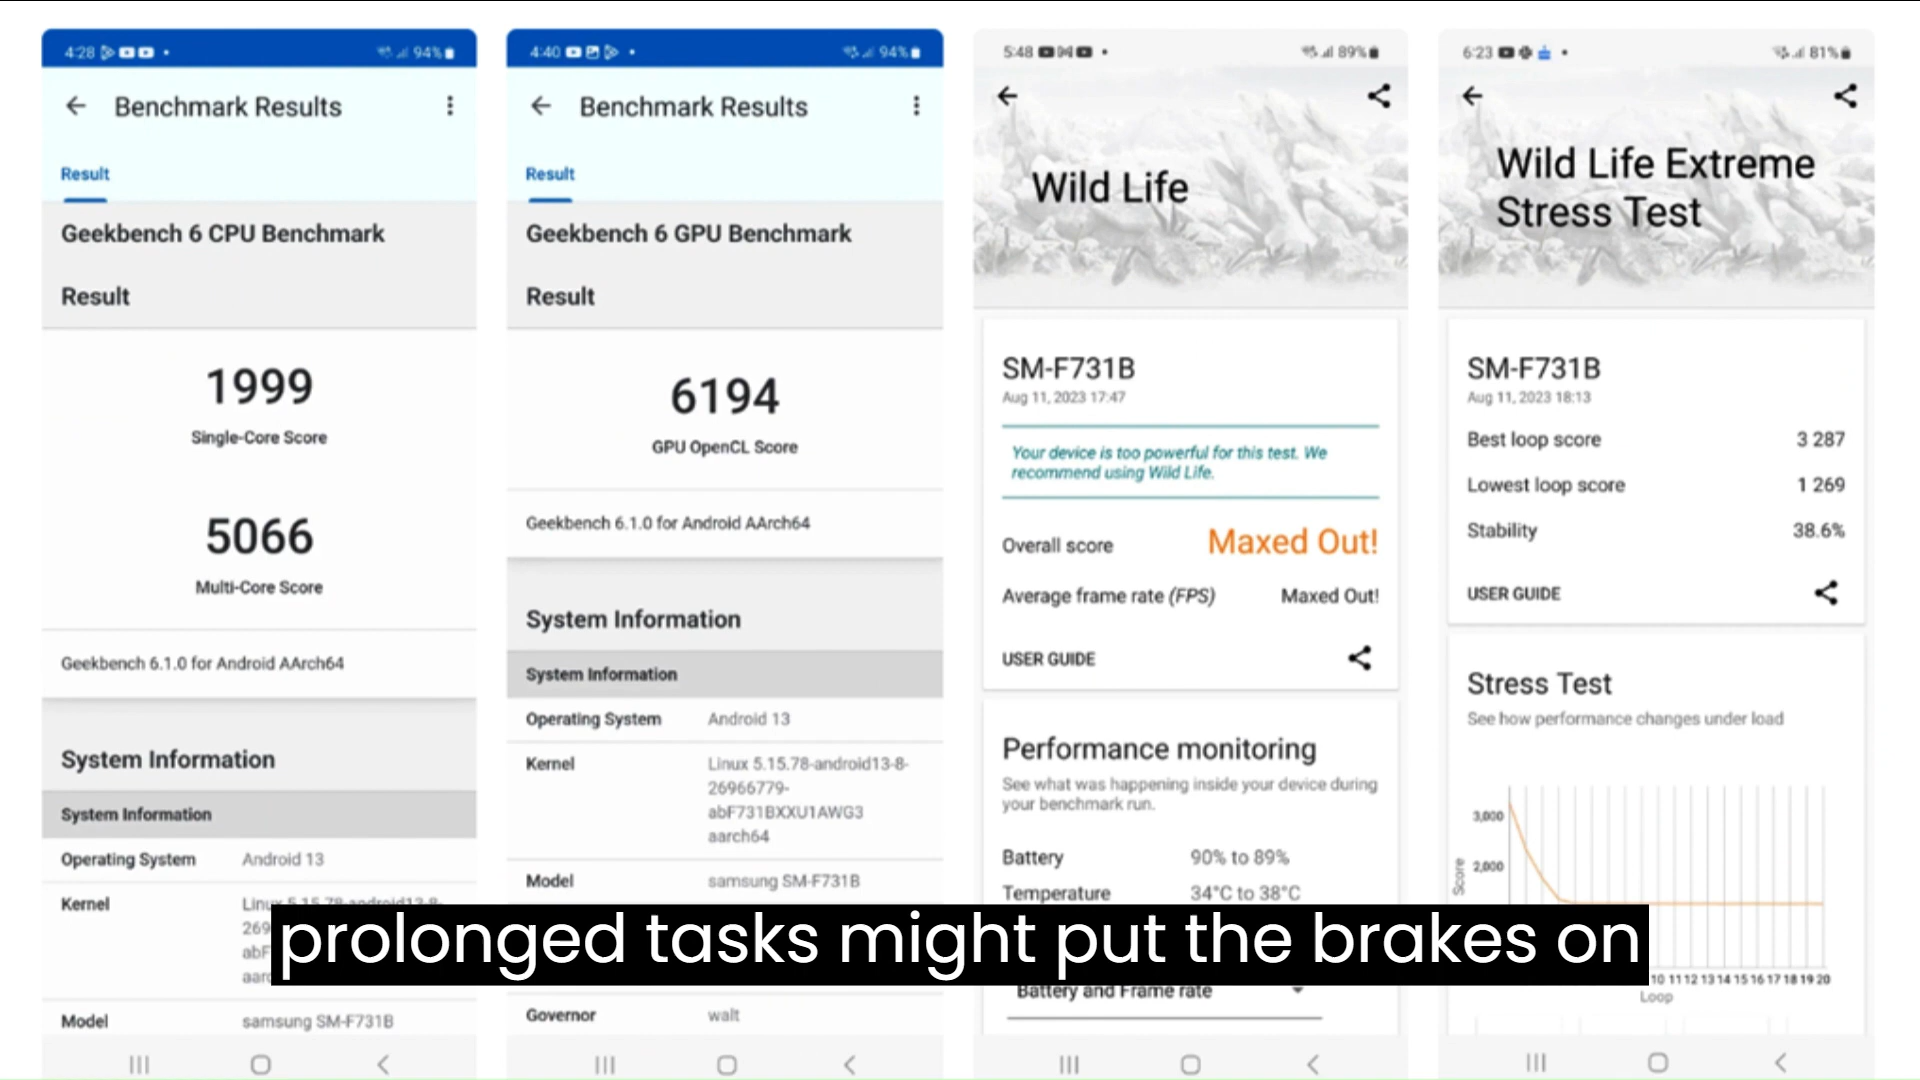 4:28
94%
Benchmark Results
Result
Geekbench 6 CPU Benchmark
Result
1999
Single-Core Score
5066
Multi-Core Score
Geekbench 6.1.0 for Android AArch64
System Information
System Information
Operating System Android 13
Kernel
Model samsung SM-F731B
4:40
94%
Benchmark Results
Result
Geekbench 6 GPU Benchmark
Result
6194
GPU OpenCL Score
Geekbench 6.1.0 for Android AArch64
System Information
System Information
Operating System Android 13
Kernel Linux 5.15.78-android13-8-
26966779-
abF731BXXU1AWG3
aarch64
Model samsung SM-F731B
Governor walt
5:48
89%
Wild Life
SM-F731B
Aug 11, 2023 17:47
Your device is too powerful for this test. We
recommend using Wild Life.
Overall score Maxed Out!
Average frame rate (FPS) Maxed Out!
USER GUIDE
Performance monitoring
See what was happening inside your device during
your benchmark run.
Battery 90% to 89%
Temperature 34°C to 38°C
Battery and Frame rate
6:23
81%
Wild Life Extreme
Stress Test
SM-F731B
Aug 11, 2023 18:13
Best loop score 3 287
Lowest loop score 1 269
Stability 38.6%
USER GUIDE
Stress Test
See how performance changes under load
3,000
2,000
Score
10 11 12 13 14 15 16 17 18 19 20
Loop
prolonged tasks might put the brakes on